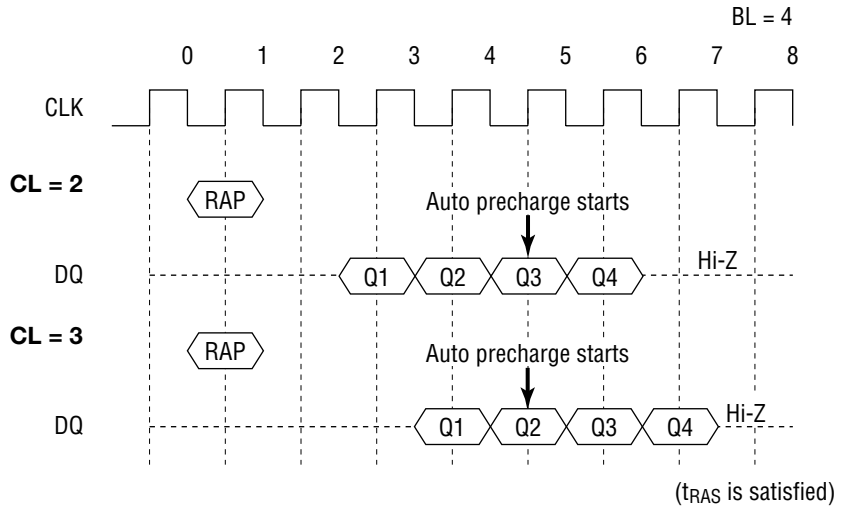 BL = 4
0 1 2 3 4 5 6 7 8
CLK
CL = 2
RAP
Auto precharge starts
DQ Q1 Q2 Q3 Q4 Hi-Z
CL = 3
RAP
Auto precharge starts
DQ Q1 Q2 Q3 Q4 Hi-Z
(tRAS is satisfied)